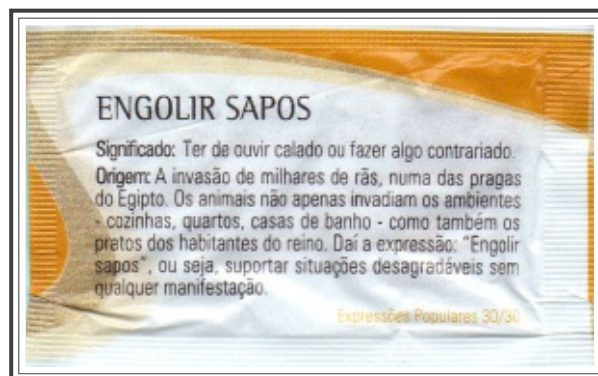 ENGOLIR SAPOS
Significado: Ter de ouvir calado ou fazer algo contrariado.
Origem: A invasão de milhares de rãs, numa das pragas
do Egipto. Os animais não apenas invadiam os ambientes
- cozinhas, quartos, casas de banho - como também os
pratos dos habitantes do reino. Daí a expressão: "Engolir
sapos", ou seja, suportar situações desagradáveis sem
qualquer manifestação.
Expressões Populares 30/30